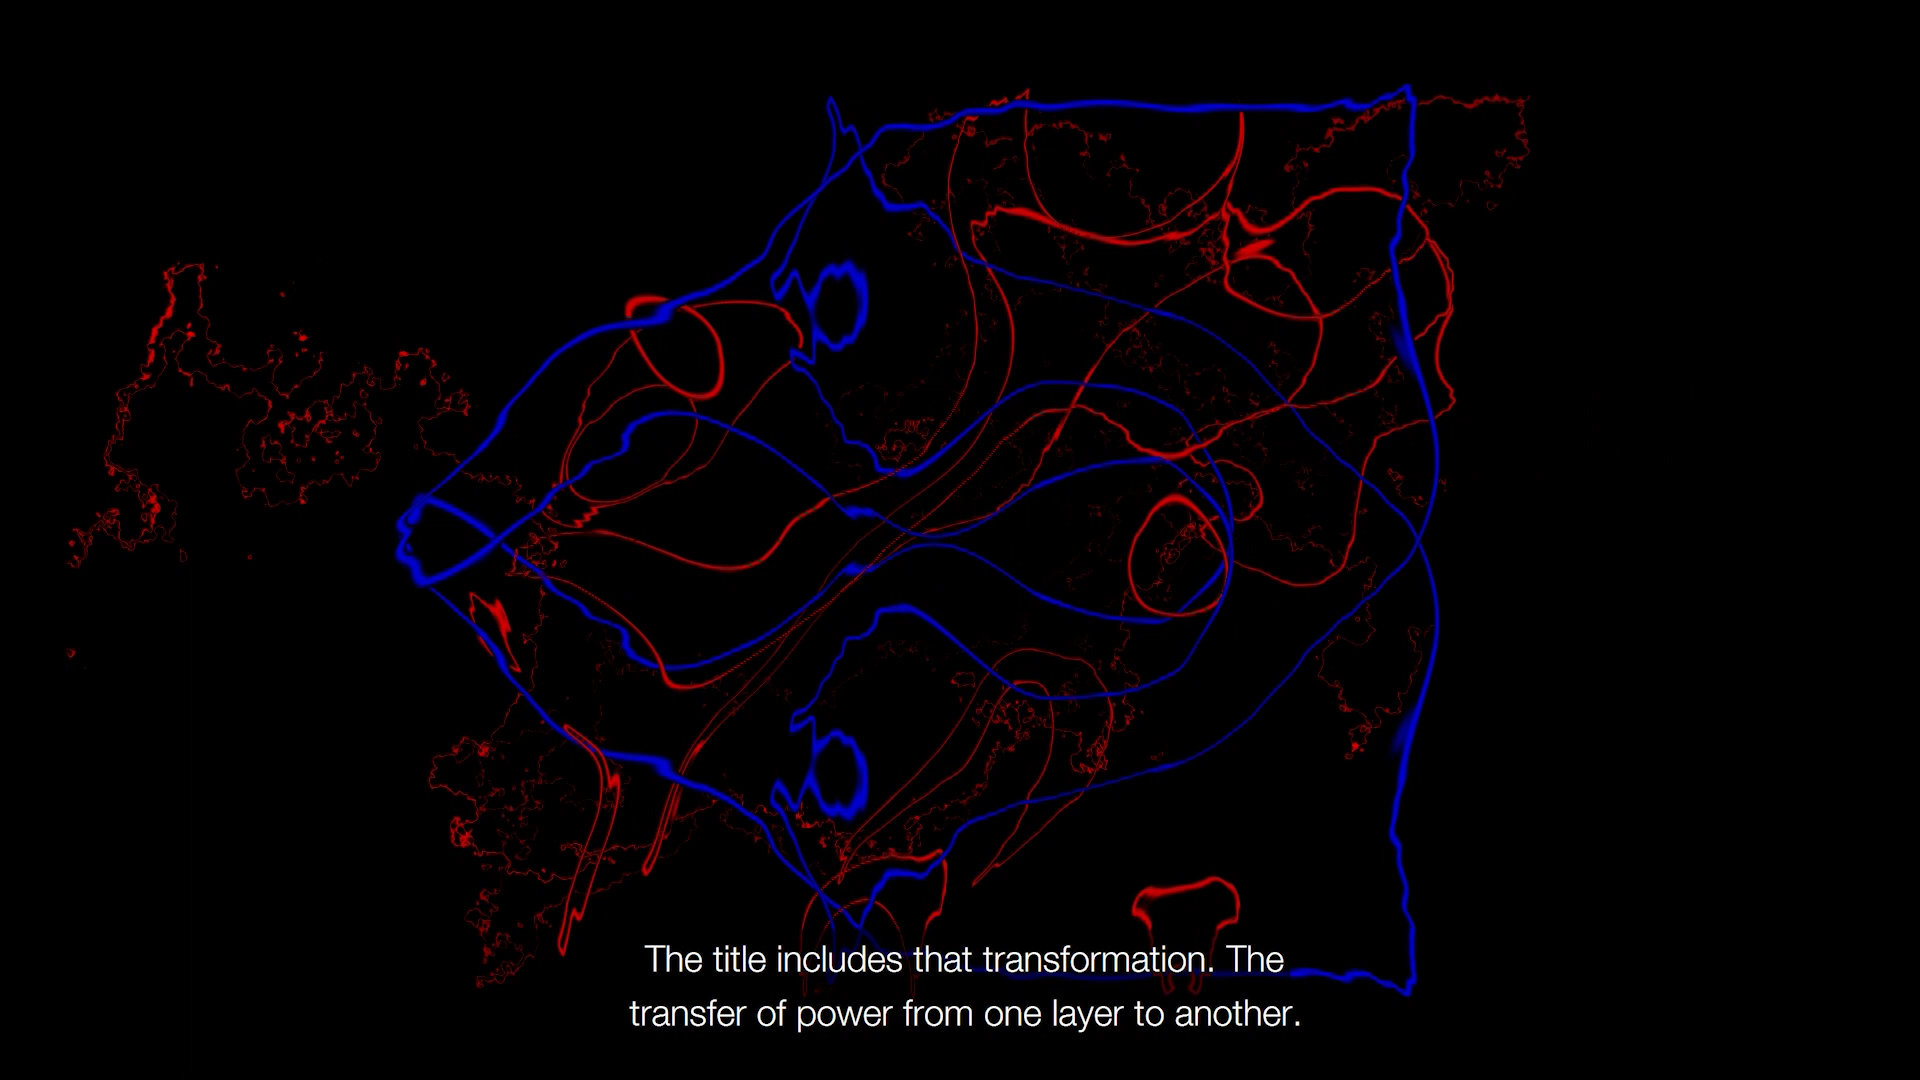 The title includes that transformation. The
transfer of power from one layer to another.